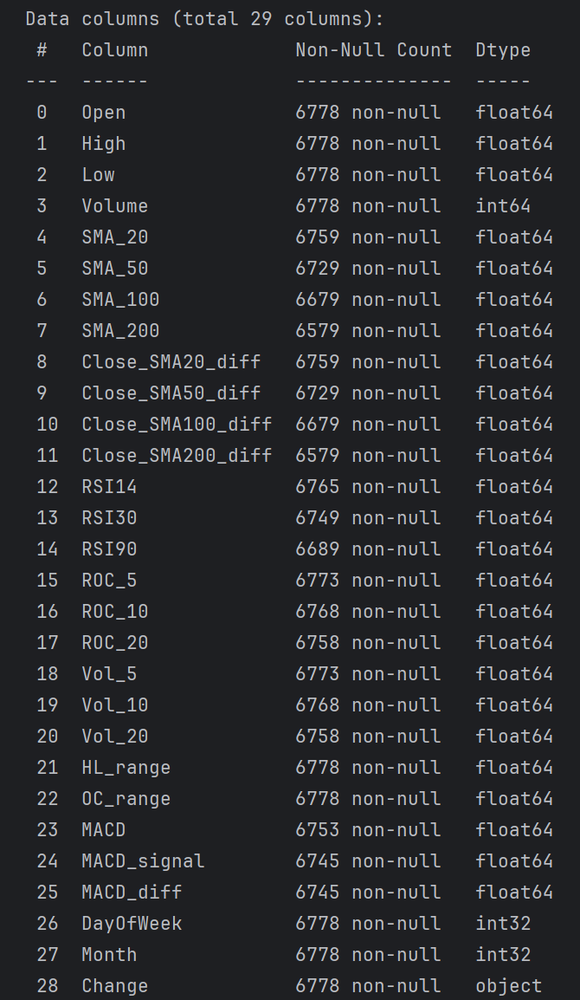 Data columns (total 29 columns):
 #   Column             Non-Null Count  Dtype
---  ------             --------------  -----
 0   Open               6778 non-null   float64
 1   High               6778 non-null   float64
 2   Low                6778 non-null   float64
 3   Volume             6778 non-null   int64
 4   SMA_20             6759 non-null   float64
 5   SMA_50             6729 non-null   float64
 6   SMA_100            6679 non-null   float64
 7   SMA_200            6579 non-null   float64
 8   Close_SMA20_diff   6759 non-null   float64
 9   Close_SMA50_diff   6729 non-null   float64
 10  Close_SMA100_diff  6679 non-null   float64
 11  Close_SMA200_diff  6579 non-null   float64
 12  RSI14              6765 non-null   float64
 13  RSI30              6749 non-null   float64
 14  RSI90              6689 non-null   float64
 15  ROC_5              6773 non-null   float64
 16  ROC_10             6768 non-null   float64
 17  ROC_20             6758 non-null   float64
 18  Vol_5              6773 non-null   float64
 19  Vol_10             6768 non-null   float64
 20  Vol_20             6758 non-null   float64
 21  HL_range           6778 non-null   float64
 22  OC_range           6778 non-null   float64
 23  MACD               6753 non-null   float64
 24  MACD_signal        6745 non-null   float64
 25  MACD_diff          6745 non-null   float64
 26  DayOfWeek          6778 non-null   int32
 27  Month              6778 non-null   int32
 28  Change             6778 non-null   object